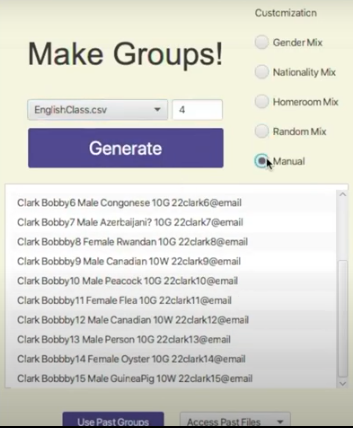 Customization
Make Groups!
Gender Mix
Nationality Mix
EnglishClass.csv
4
Homeroom Mix
Generate
Random Mix
Manual
Clark Bobby6 Male Congonese 10G 22clark6@email
Clark Bobby7 Male Azerbaijani? 10G clark7@email
Clark Bobbby8 Female Rwandan 10G clark8@email
Clark Bobbby9 Male Canadian 10W 22clark9@email
Clark Bobby10 Male Peacock 10G 22clark10@email
Clark Bobby11 Female Flea 10G 22clark11@email
Clark Bobbby12 Male Canadian 10W 22clark12@email
Clark Bobby13 Male Person 10G 22clark13@email
Clark Bobbby14 Female Oyster 10G 22clark14@email
Clark Bobbby15 Male GuineaPig 10W 22clark15@email
Use Past Groups
Access Past Files